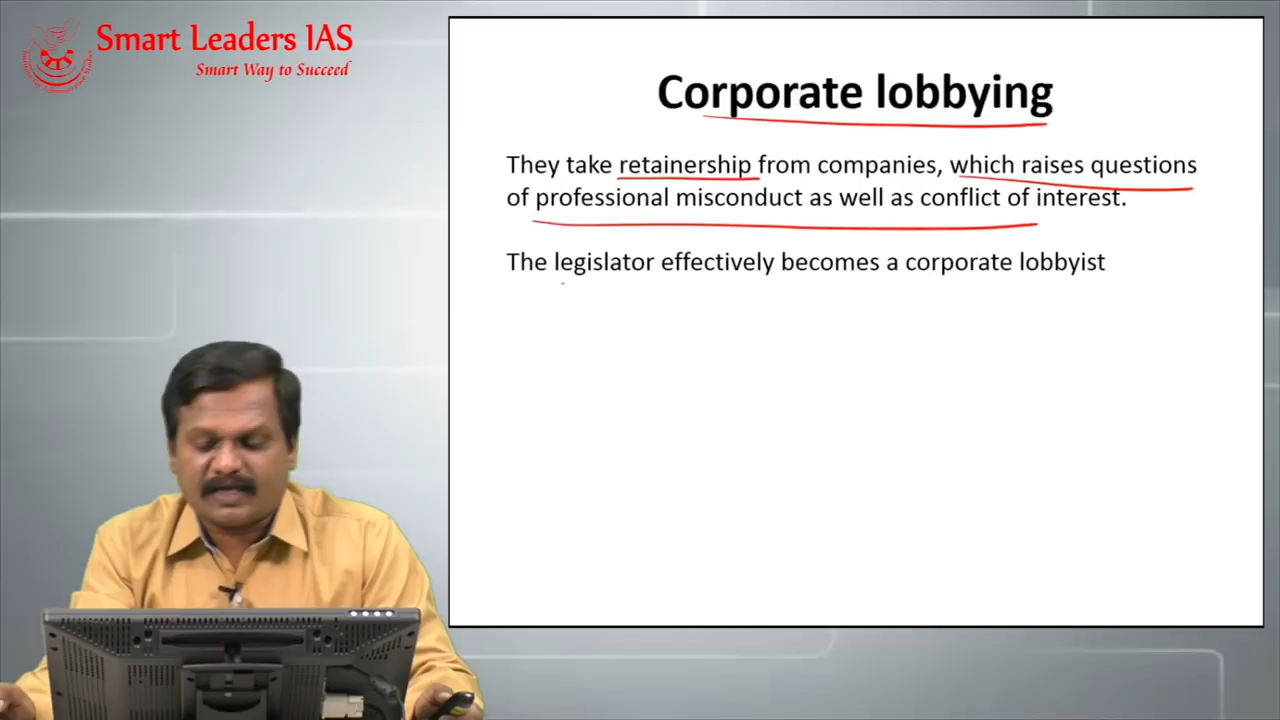 Smart Leaders IAS
Smart Way to Succeed
Corporate lobbying
They take retainership from companies, which raises questions
of professional misconduct as well as conflict of interest.
The legislator effectively becomes a corporate lobbyist